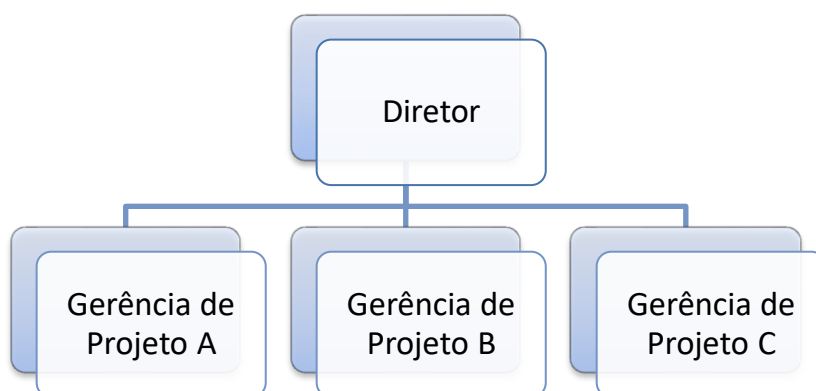 Diretor
Gerência de
Projeto A
Gerência de
Projeto B
Gerência de
Projeto C